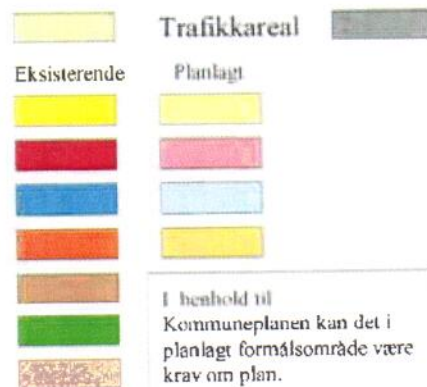 Trafikkareal
Eksisterende Planlagt
I henhold til
Kommuneplanen kan det i
planlagt formålsområde være
krav om plan.